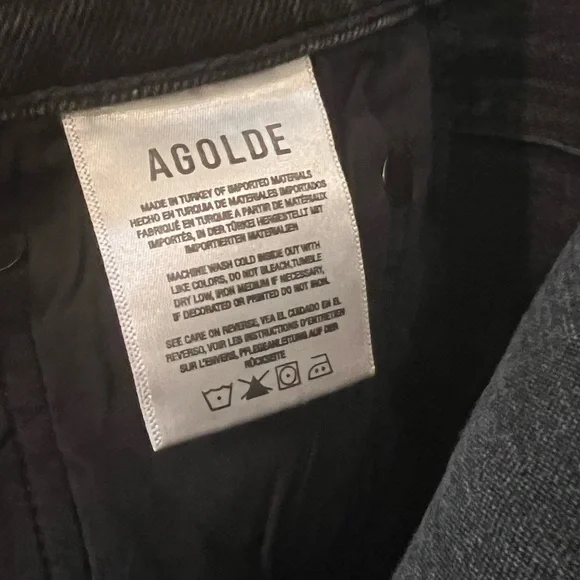 AGOLDE
MADE IN TURKEY OF IMPORTED MATERIALS
HECHO EN TURQUIA DE MATERIALES IMPORTADOS
FABRIQUÉ EN TURQUIE A PARTIR DE MATÉRIAUX
IMPORTÉS, IN DER TÜRKEI HERGESTELLT MIT
IMPORTIERTEN MATERIALIEN
MACHINE WASH COLD INSIDE OUT WITH
LIKE COLORS, DO NOT BLEACH, TUMBLE
DRY LOW, IRON MEDIUM IF NECESSARY.
IF DECORATED OR PRINTED DO NOT IRON.
SEE CARE ON REVERSE, VEA EL CUIDADO EN EL
REVERSO, VOIR LES INSTRUCTIONS D'ENTRETIEN
SUR L'ENVERS, PFLEGEANLEITUNG AUF DER
RÜCKSEITE